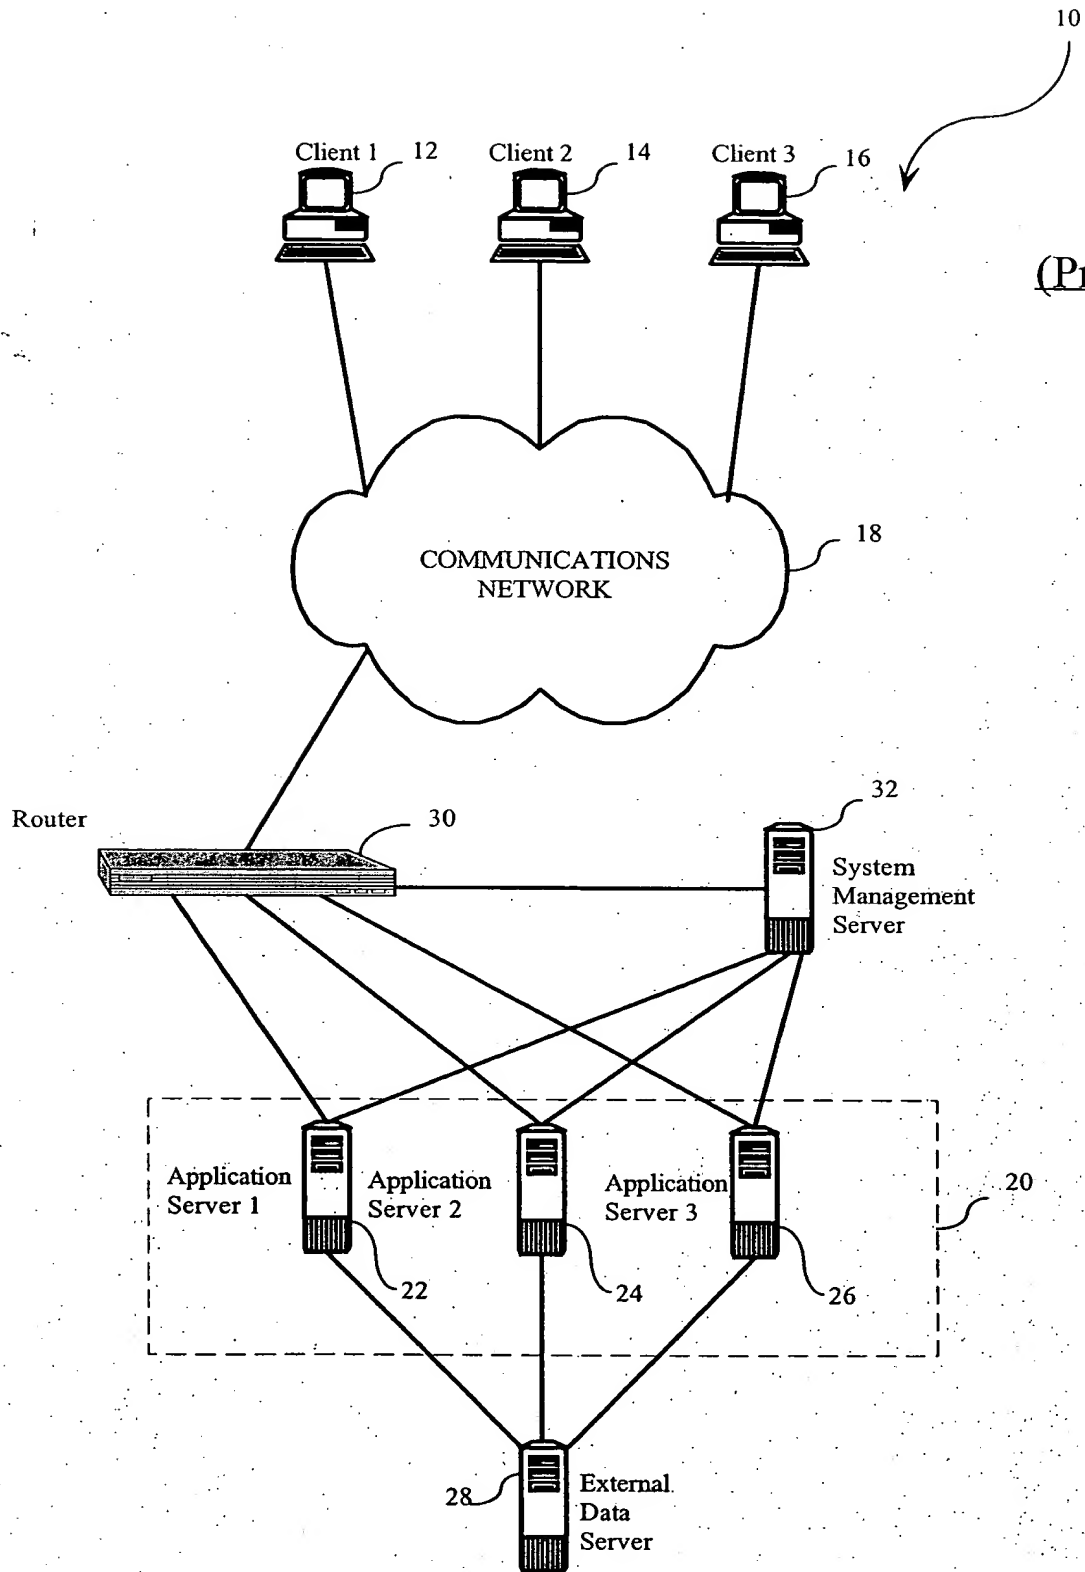 10
Client 1
12
Client 2
14
Client 3
16
COMMUNICATIONS
NETWORK
18
Router
30
32
System
Management
Server
Application
Server 1
Application
Server 2
Application
Server 3
20
22
24
26
28
External
Data
Server